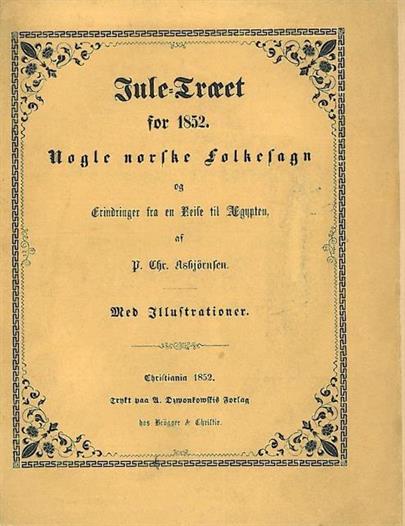 Jule-Træet
for 1852.
Nogle norske Folkesagn
og
Erindringer fra en Reise til Ægypten,
af
P. Chr. Asbjörnsen.
Med Illustrationer.
Christiania 1852.
Trykt paa A. Dzwonkowskis Forlag
hos Brögger & Christie.